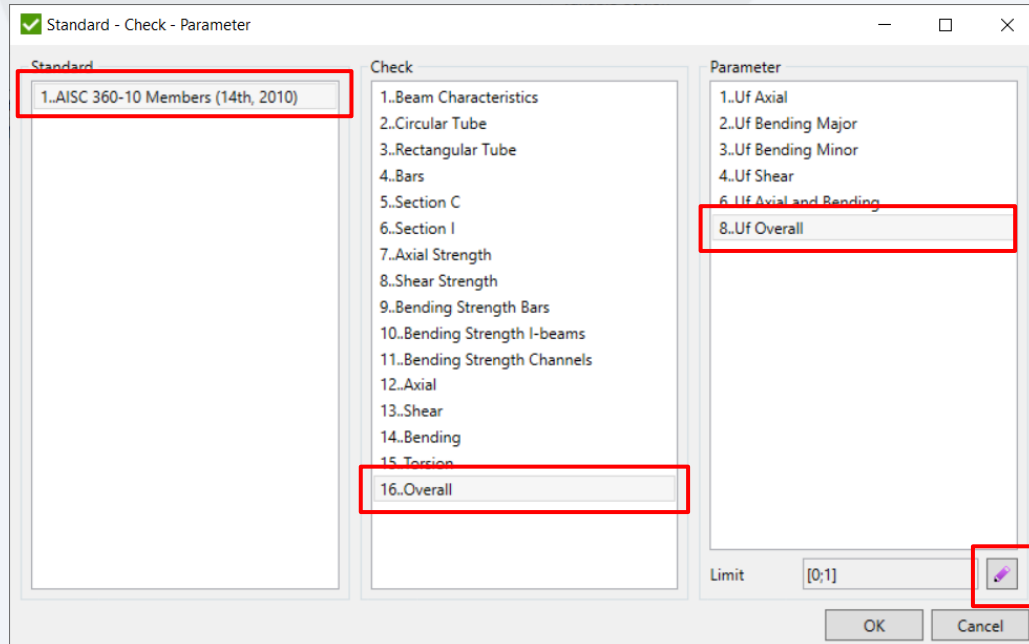 Standard - Check - Parameter
Standard
1..AISC 360-10 Members (14th, 2010)
Check
1..Beam Characteristics
2..Circular Tube
3..Rectangular Tube
4..Bars
5..Section C
6..Section I
7..Axial Strength
8..Shear Strength
9..Bending Strength Bars
10..Bending Strength I-beams
11..Bending Strength Channels
12..Axial
13..Shear
14..Bending
15..Torsion
16..Overall
Parameter
1..Uf Axial
2..Uf Bending Major
3..Uf Bending Minor
4..Uf Shear
6..Uf Axial and Bending
8..Uf Overall
Limit [0;1]
OK Cancel